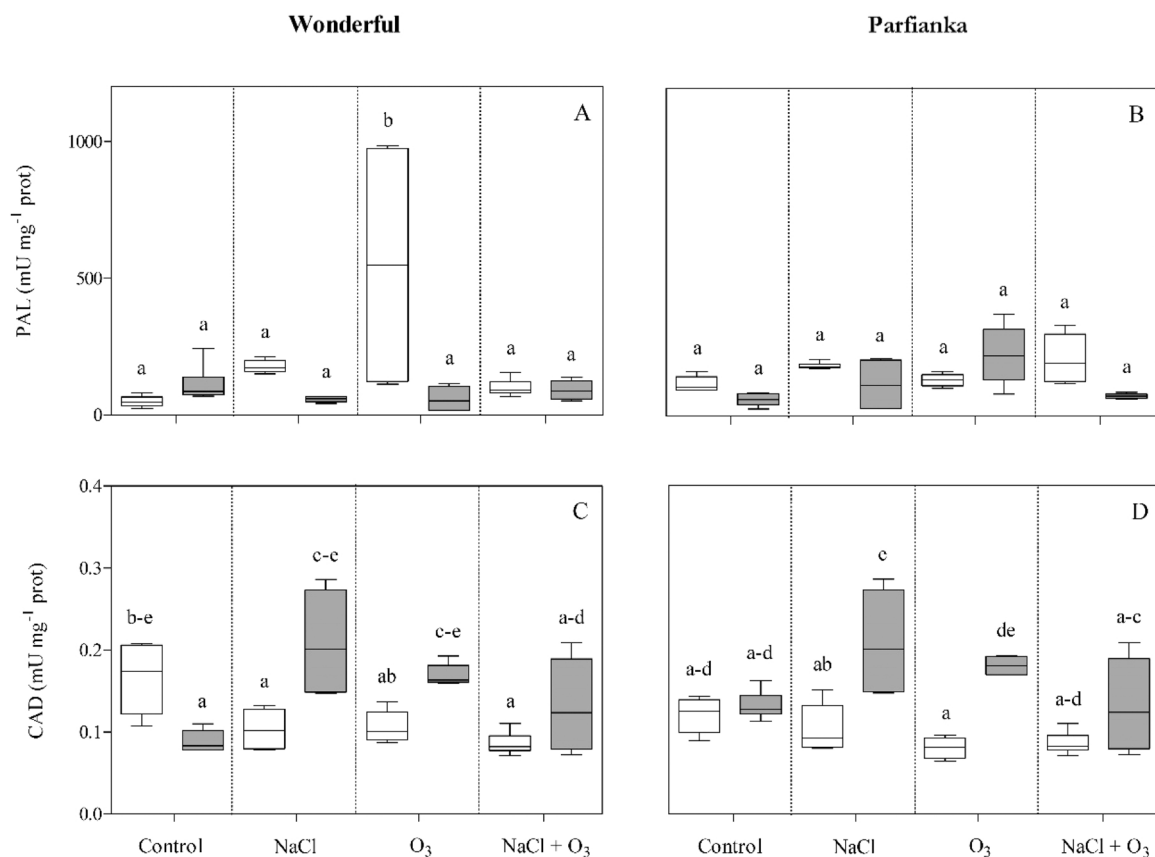 Wonderful
Parfianka
PAL (mU mg⁻¹ prot)
1000
500
0
A
a
a
a
a
b
a
a
a
B
a
a
a
a
a
a
a
a
CAD (mU mg⁻¹ prot)
0.4
0.3
0.2
0.1
0.0
C
b-e
a
a
c-e
ab
c-e
a
a-d
D
a-d
a-d
ab
c
a
de
a-d
a-c
Control
NaCl
O₃
NaCl + O₃
Control
NaCl
O₃
NaCl + O₃